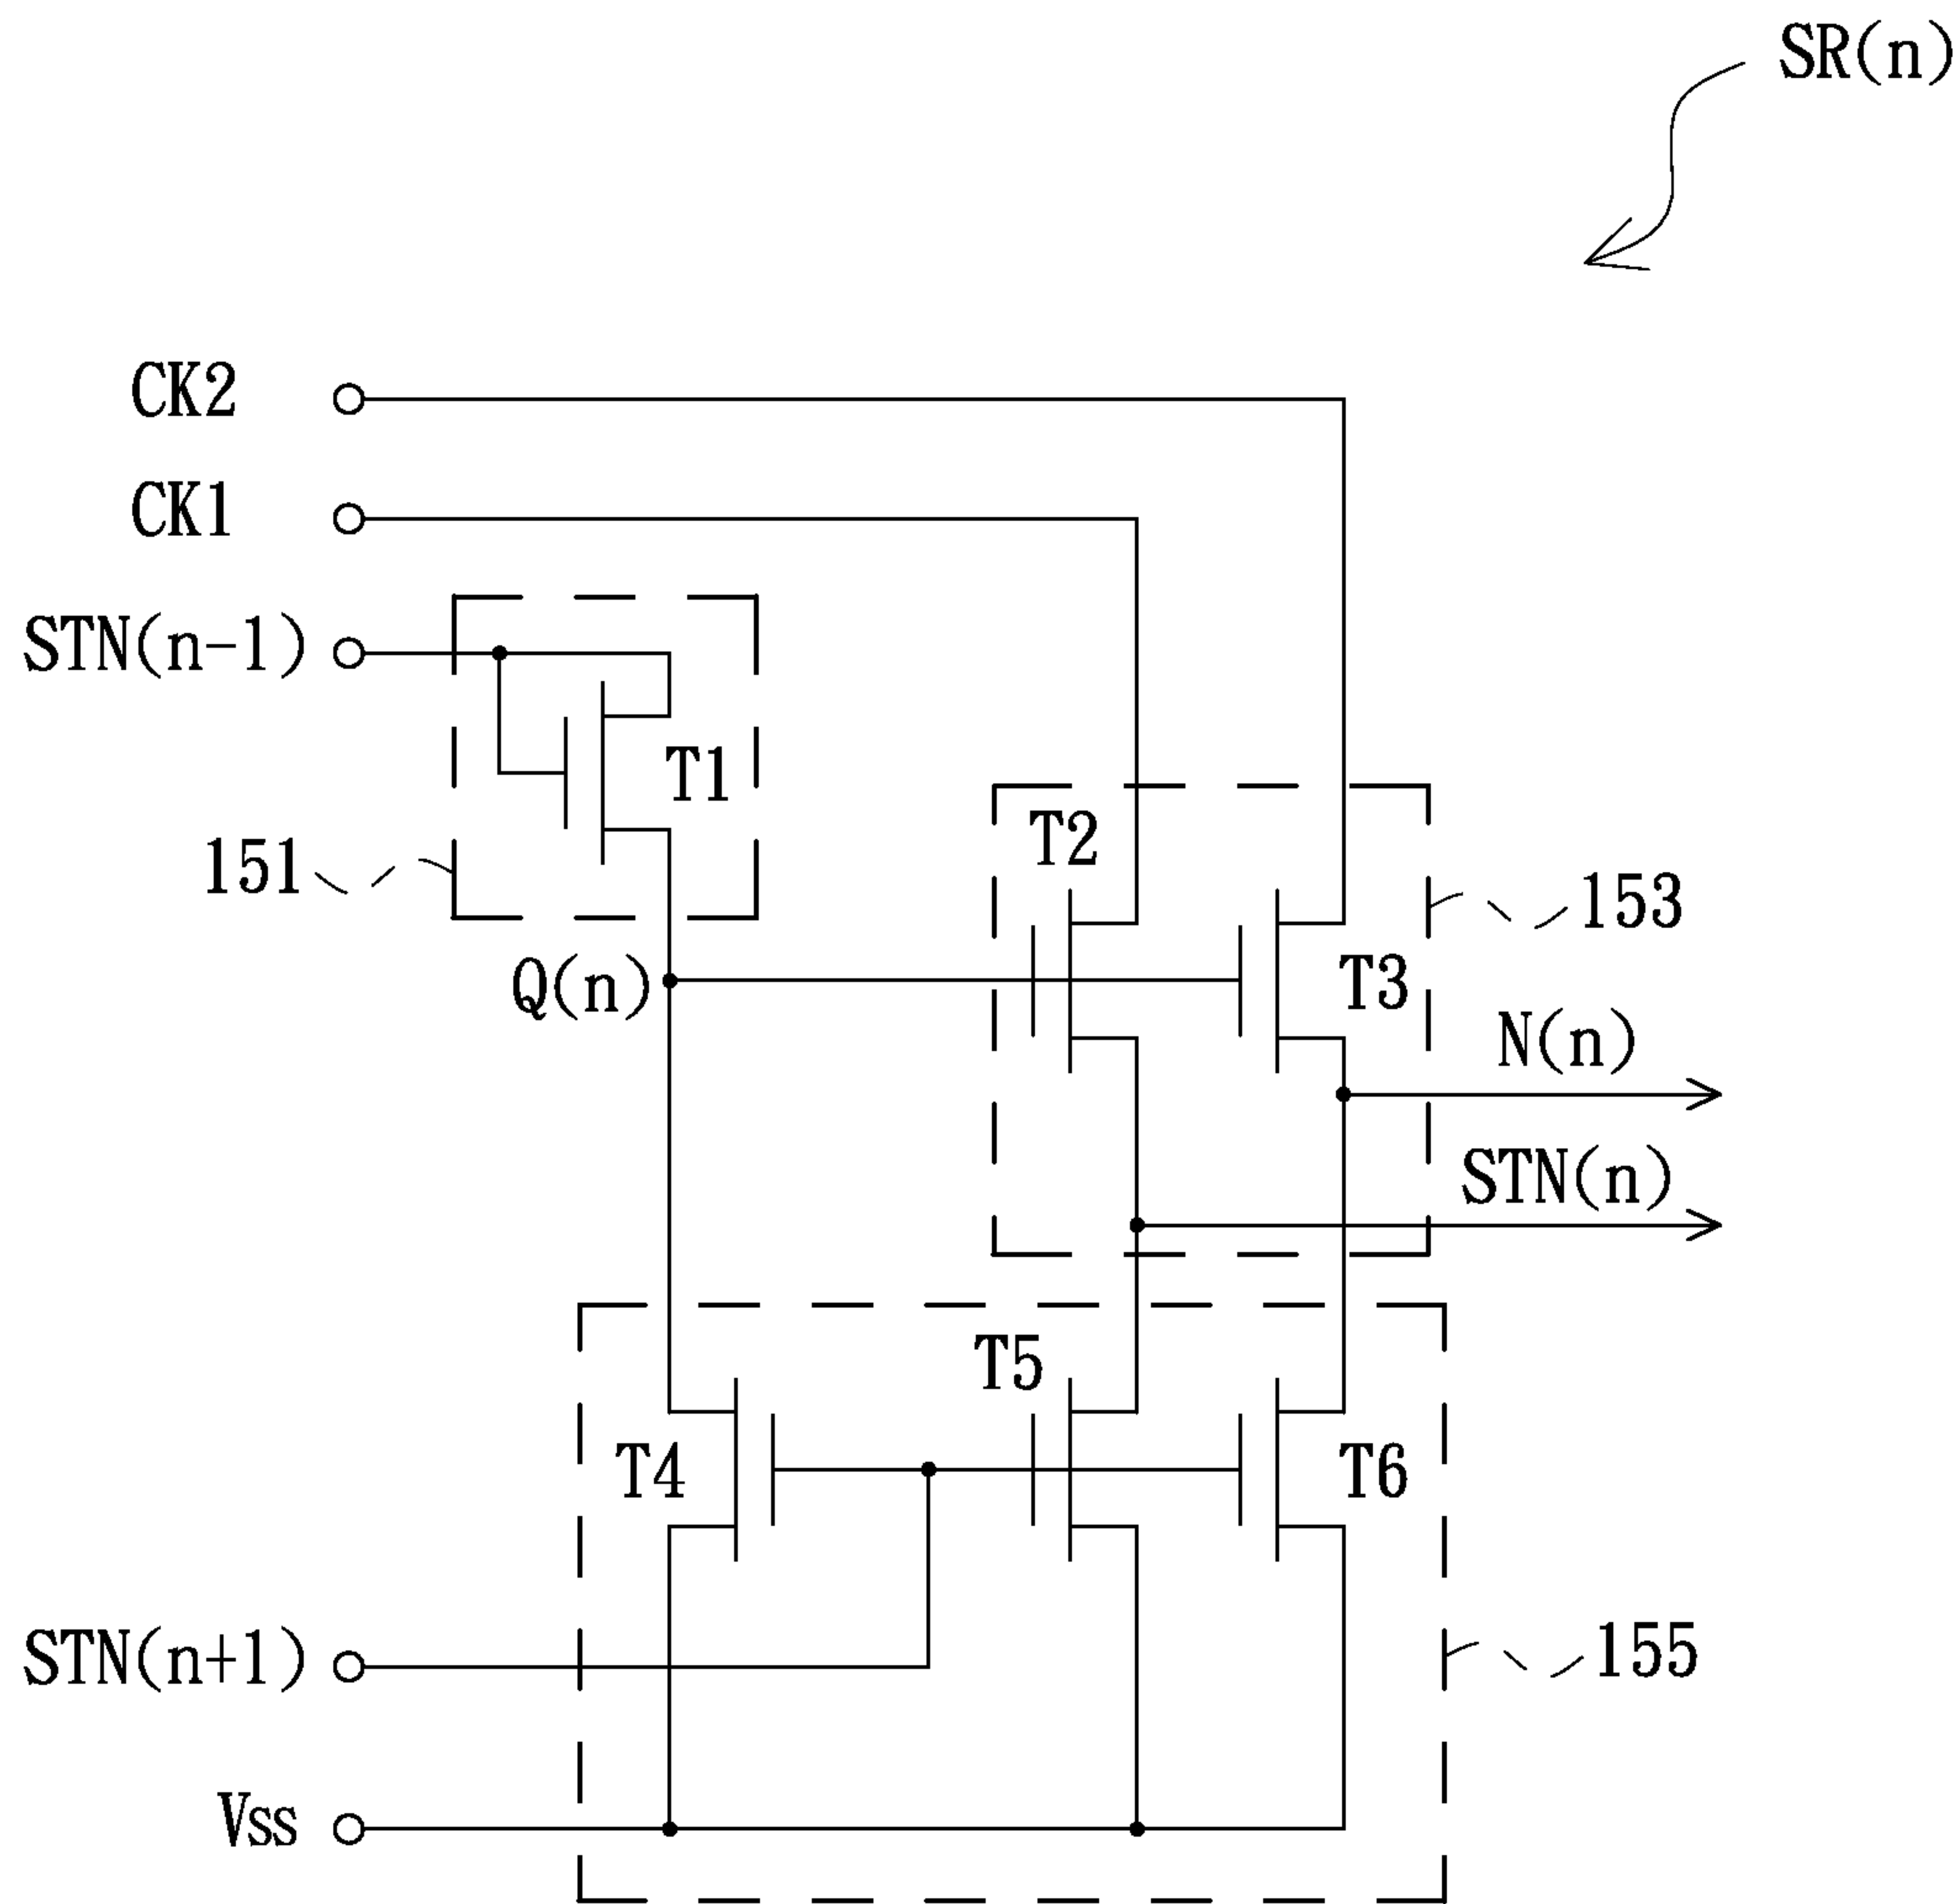 SR(n)
CK2
CK1
STN(n-1)
T1
T2
151
153
Q(n)
T3
N(n)
STN(n)
T5
T4
T6
STN(n+1)
155
Vss